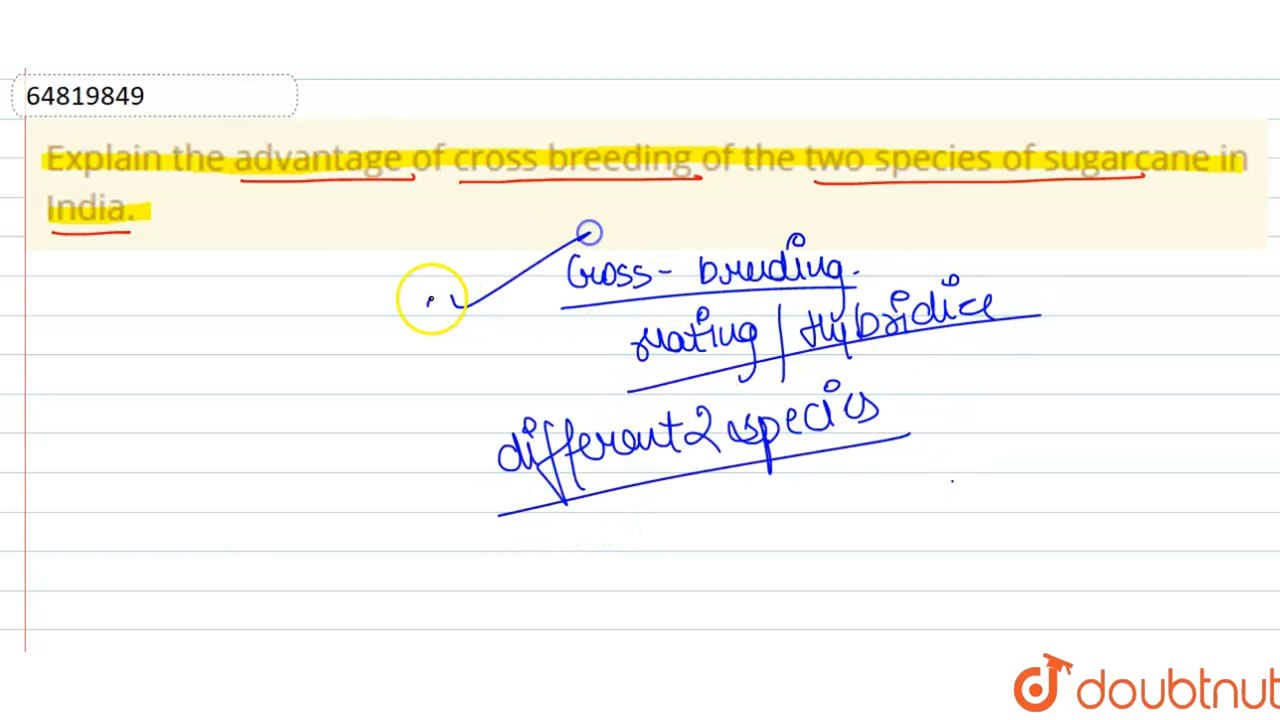 64819849
Explain the advantage of cross breeding of the two species of sugarcane in
India.
Cross- breeding.
mating | Hybridize
different 2 species
doubtnut